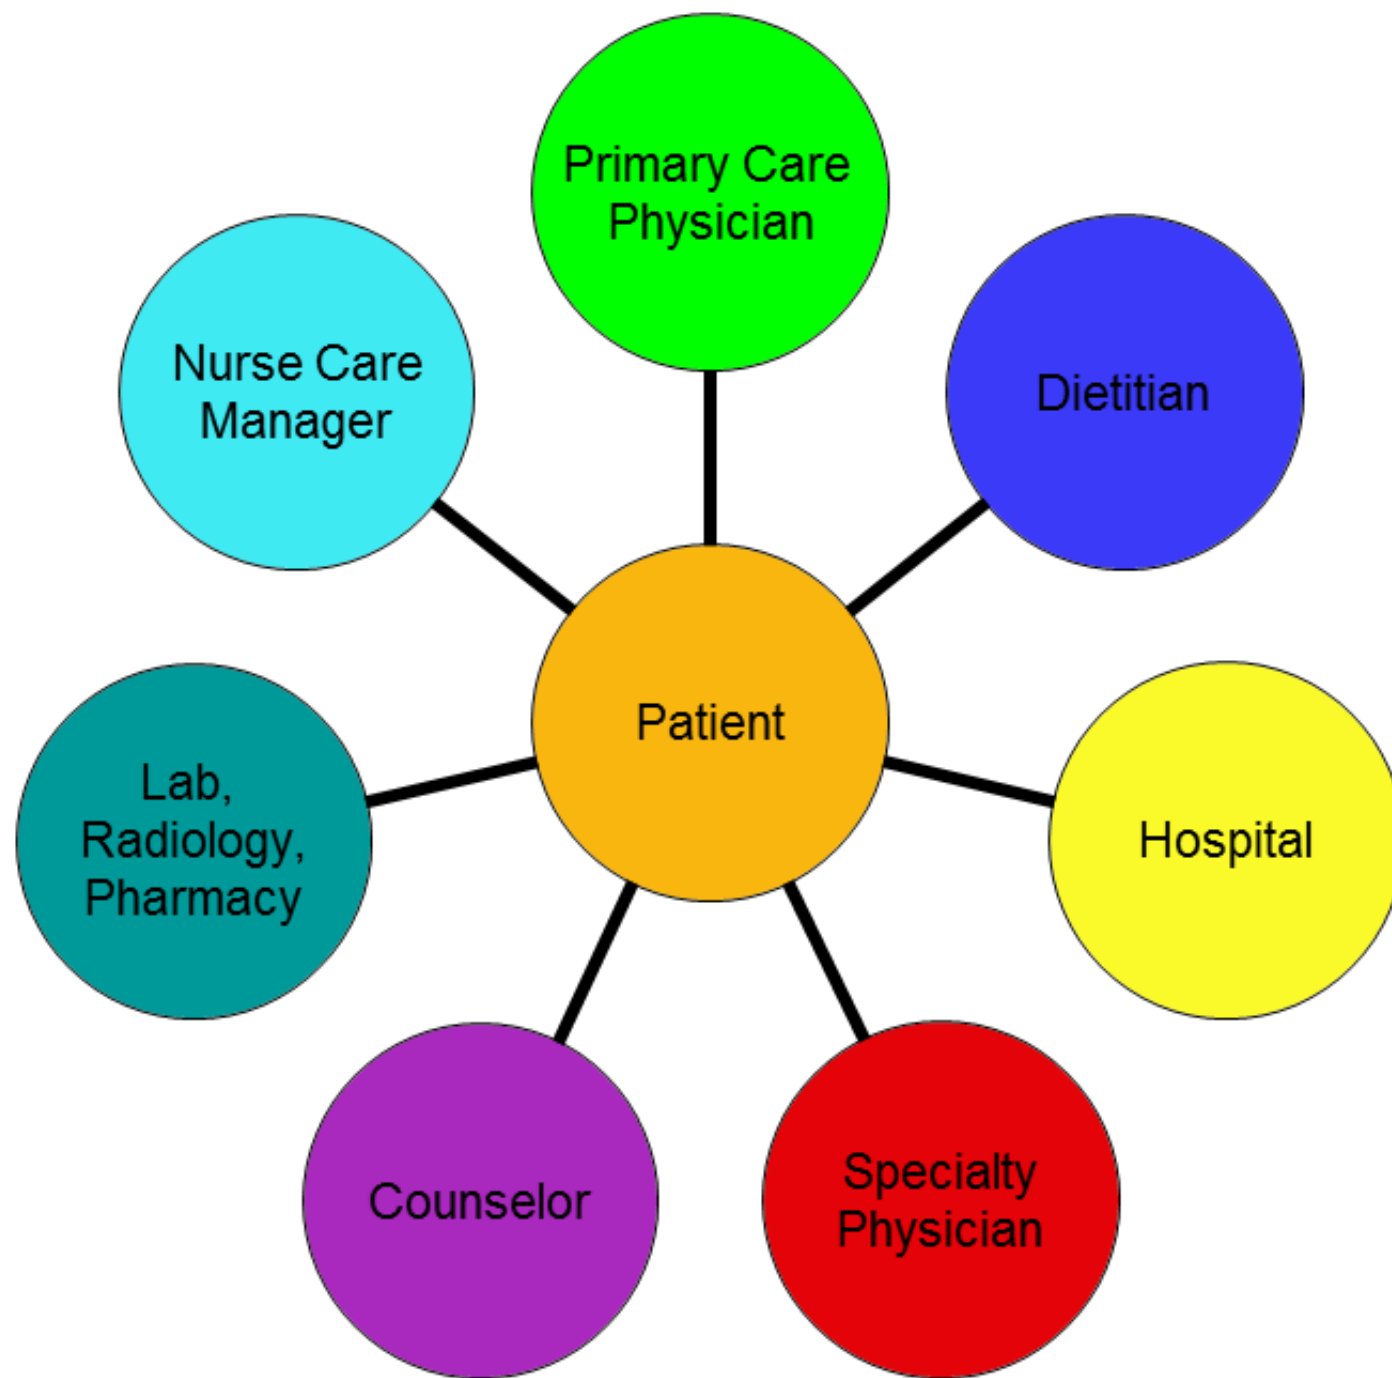 Primary Care
Physician
Nurse Care
Manager
Dietitian
Patient
Lab,
Radiology,
Pharmacy
Hospital
Counselor
Specialty
Physician